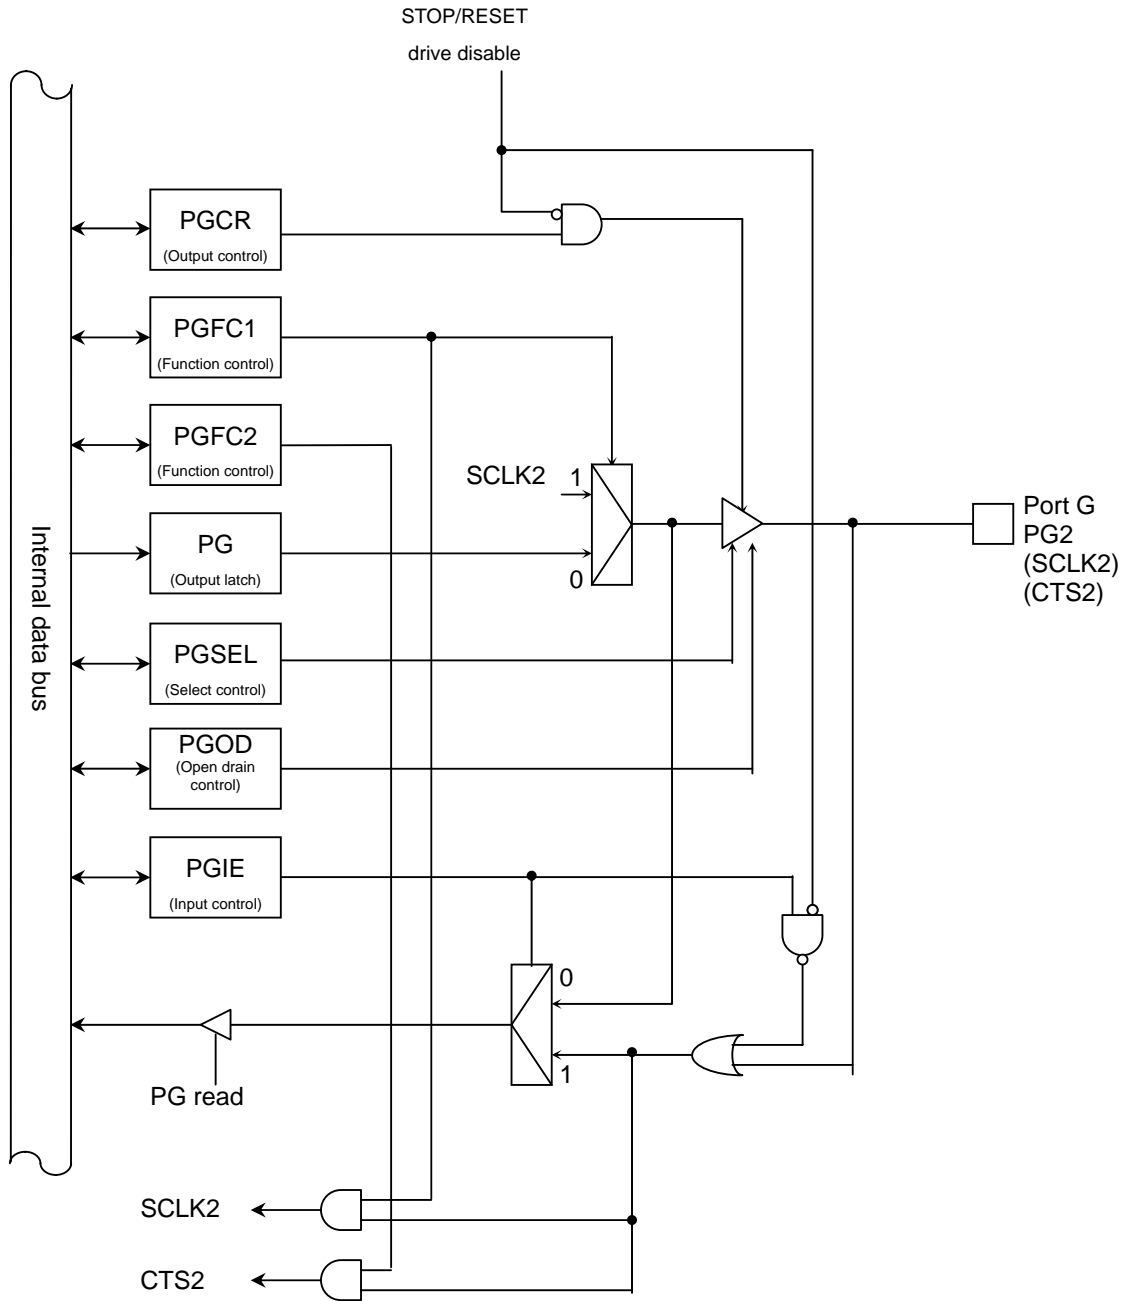 STOP/RESET
drive disable
PGCR
(Output control)
PGFC1
(Function control)
PGFC2
(Function control)
SCLK2
1
0
PG
(Output latch)
Port G
PG2
(SCLK2)
(CTS2)
Internal data bus
PGSEL
(Select control)
PGOD
(Open drain
control)
PGIE
(Input control)
0
1
PG read
SCLK2
CTS2